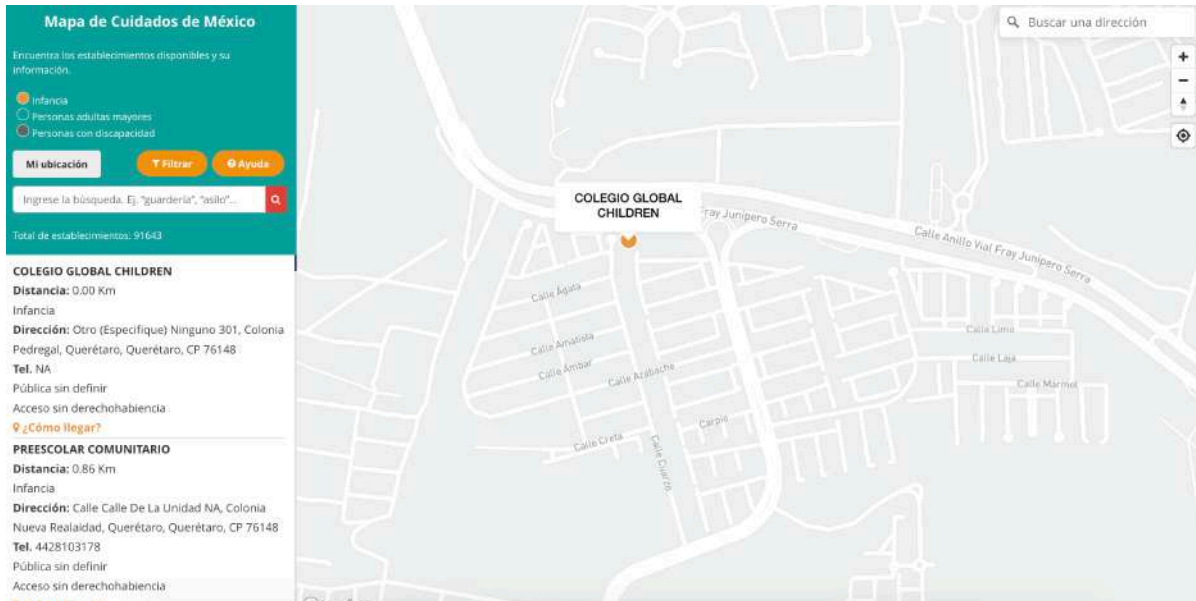 Mapa de Cuidados de México
Encuentra los establecimientos disponibles y su
información.
Infancia
Personas adultas mayores
Personas con discapacidad
Mi ubicación
Filtrar
Ayuda
Ingrese la búsqueda. Ej. "guardería", "asilo"...
Total de establecimientos: 91643
COLEGIO GLOBAL CHILDREN
Distancia: 0.00 Km
Infancia
Dirección: Otro (Especifique) Ninguno 301, Colonia
Pedregal, Querétaro, Querétaro, CP 76148
Tel. NA
Pública sin definir
Acceso sin derechohabiencia
¿Cómo llegar?
PREESCOLAR COMUNITARIO
Distancia: 0.86 Km
Infancia
Dirección: Calle Calle De La Unidad NA, Colonia
Nueva Realaidad, Querétaro, Querétaro, CP 76148
Tel. 4428103178
Pública sin definir
Acceso sin derechohabiencia
Buscar una dirección
COLEGIO GLOBAL
CHILDREN
Fray Junípero Serra
Calle Anillo Vial Fray Junípero Serra
Calle Ágata
Calle Amatista
Calle Ámbar
Calle Azabache
Calle Lima
Calle Laja
Calle Marmol
Carpio
Calle Creta
Calle Cuarzo